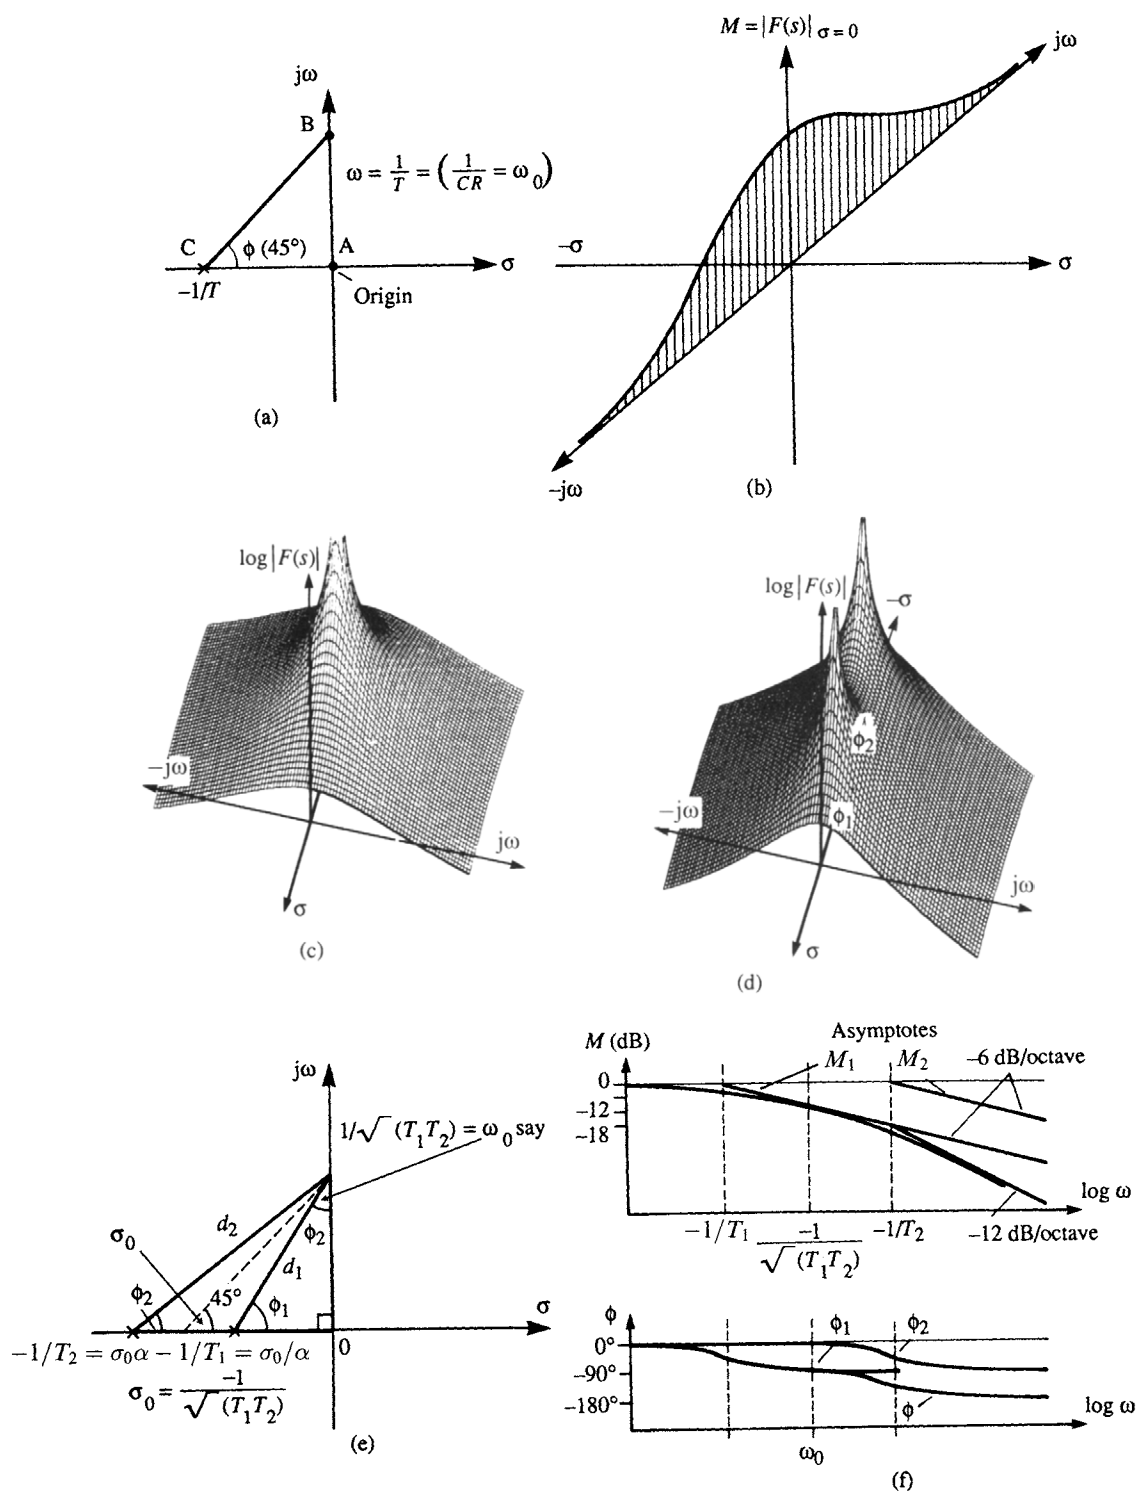 jω
B
ω = 1/T = (1/CR = ω₀)
C
φ (45°)
A
σ
−1/T
Origin
(a)
M = |F(s)| σ = 0
jω
−σ
σ
−jω
(b)
log|F(s)|
−jω
jω
σ
(c)
log|F(s)|
−σ
φ₂
−jω
φ₁
jω
σ
(d)
jω
1/√(T₁T₂) = ω₀ say
d₂
φ₂
σ₀
d₁
φ₂
45°
φ₁
σ
−1/T₂ = σ₀α − 1/T₁ = σ₀/α
0
σ₀ = −1/√(T₁T₂)
(e)
Asymptotes
M (dB)
M₁
M₂
−6 dB/octave
0
−12
−18
log ω
−1/T₁
−1/√(T₁T₂)
−1/T₂
−12 dB/octave
φ
φ₁
φ₂
0°
−90°
−180°
φ
log ω
ω₀
(f)